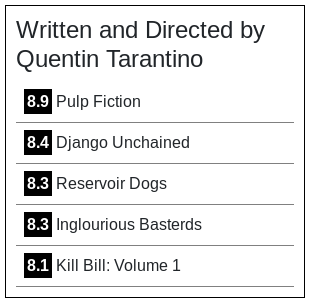 Written and Directed by
Quentin Tarantino
8.9 Pulp Fiction
8.4 Django Unchained
8.3 Reservoir Dogs
8.3 Inglourious Basterds
8.1 Kill Bill: Volume 1